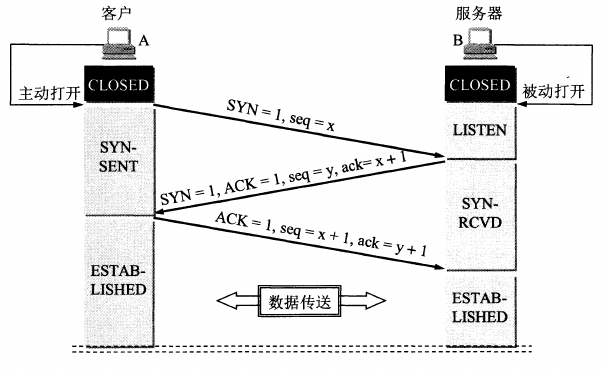 客户
服务器
A
B
主动打开
CLOSED
CLOSED
被动打开
SYN = 1, seq = x
LISTEN
SYN-
SENT
SYN = 1, ACK = 1, seq = y, ack= x + 1
SYN-
RCVD
ACK = 1, seq = x + 1, ack = y + 1
ESTAB-
LISHED
数据传送
ESTAB-
LISHED